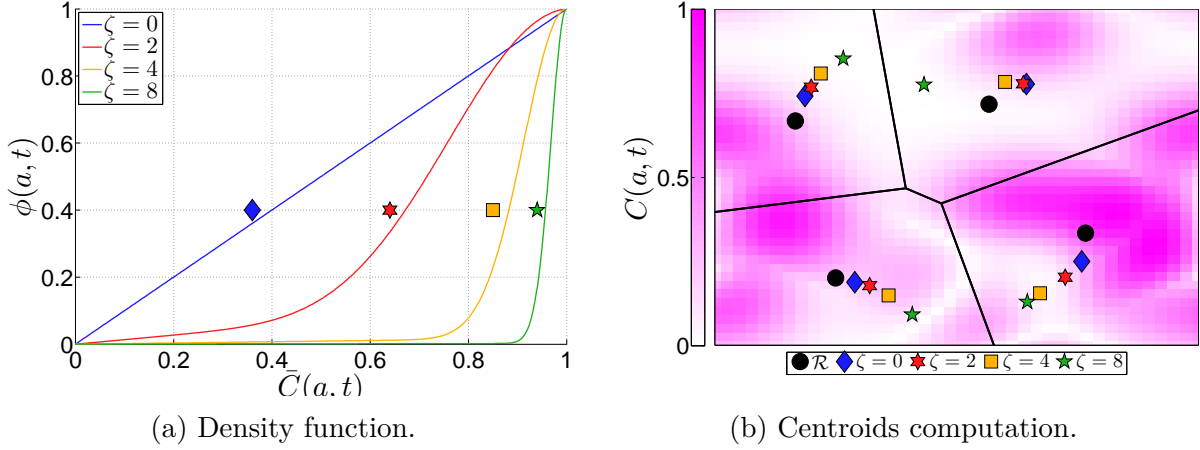 ζ = 0
ζ = 2
ζ = 4
ζ = 8
1
0.8
0.6
0.4
0.2
0
ϕ(a, t)
0 0.2 0.4 0.6 0.8 1
C̄(a, t)
(a) Density function.
1
0.5
0
C(a, t)
ℛ ζ = 0 ζ = 2 ζ = 4 ζ = 8
(b) Centroids computation.